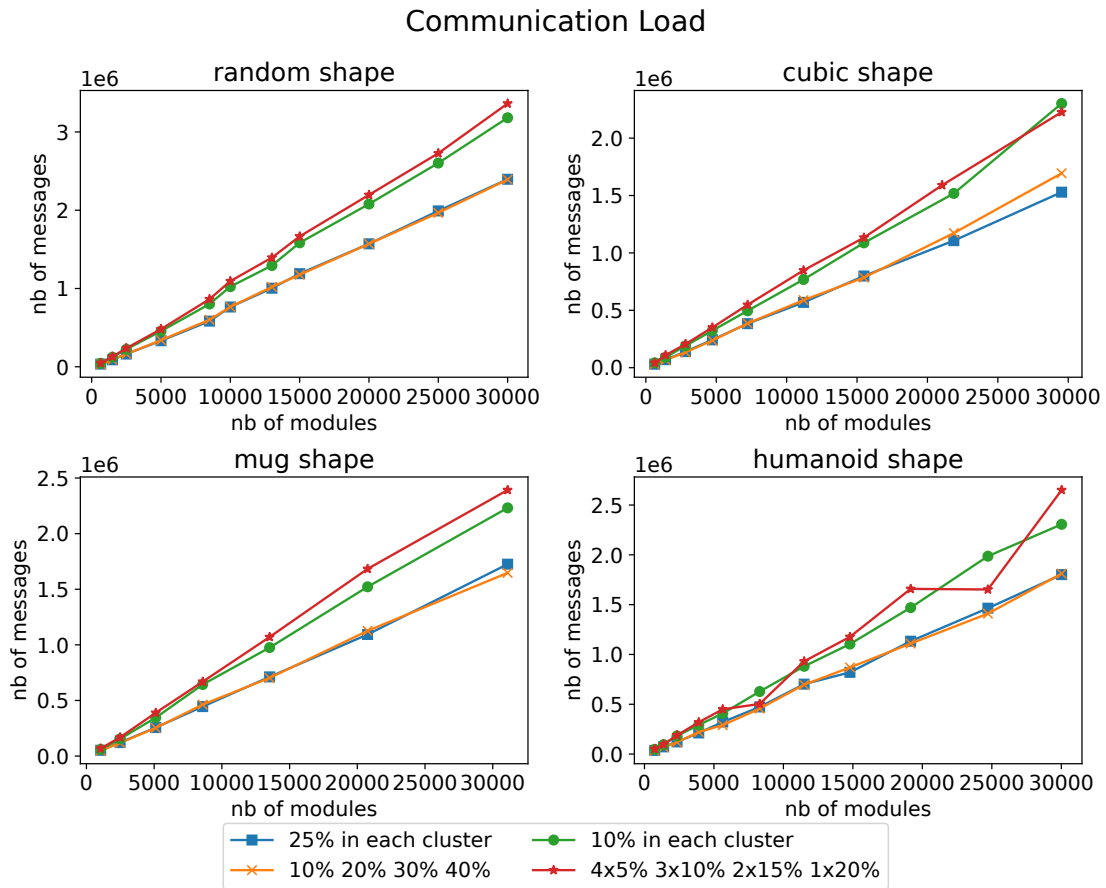 Communication Load
random shape
1e6
nb of messages
3
2
1
0
0 5000 10000 15000 20000 25000 30000
nb of modules
cubic shape
1e6
nb of messages
2.0
1.5
1.0
0.5
0.0
0 5000 10000 15000 20000 25000 30000
nb of modules
mug shape
1e6
nb of messages
2.5
2.0
1.5
1.0
0.5
0.0
0 5000 10000 15000 20000 25000 30000
nb of modules
humanoid shape
1e6
nb of messages
2.5
2.0
1.5
1.0
0.5
0.0
0 5000 10000 15000 20000 25000 30000
nb of modules
25% in each cluster
10% 20% 30% 40%
10% in each cluster
4x5% 3x10% 2x15% 1x20%